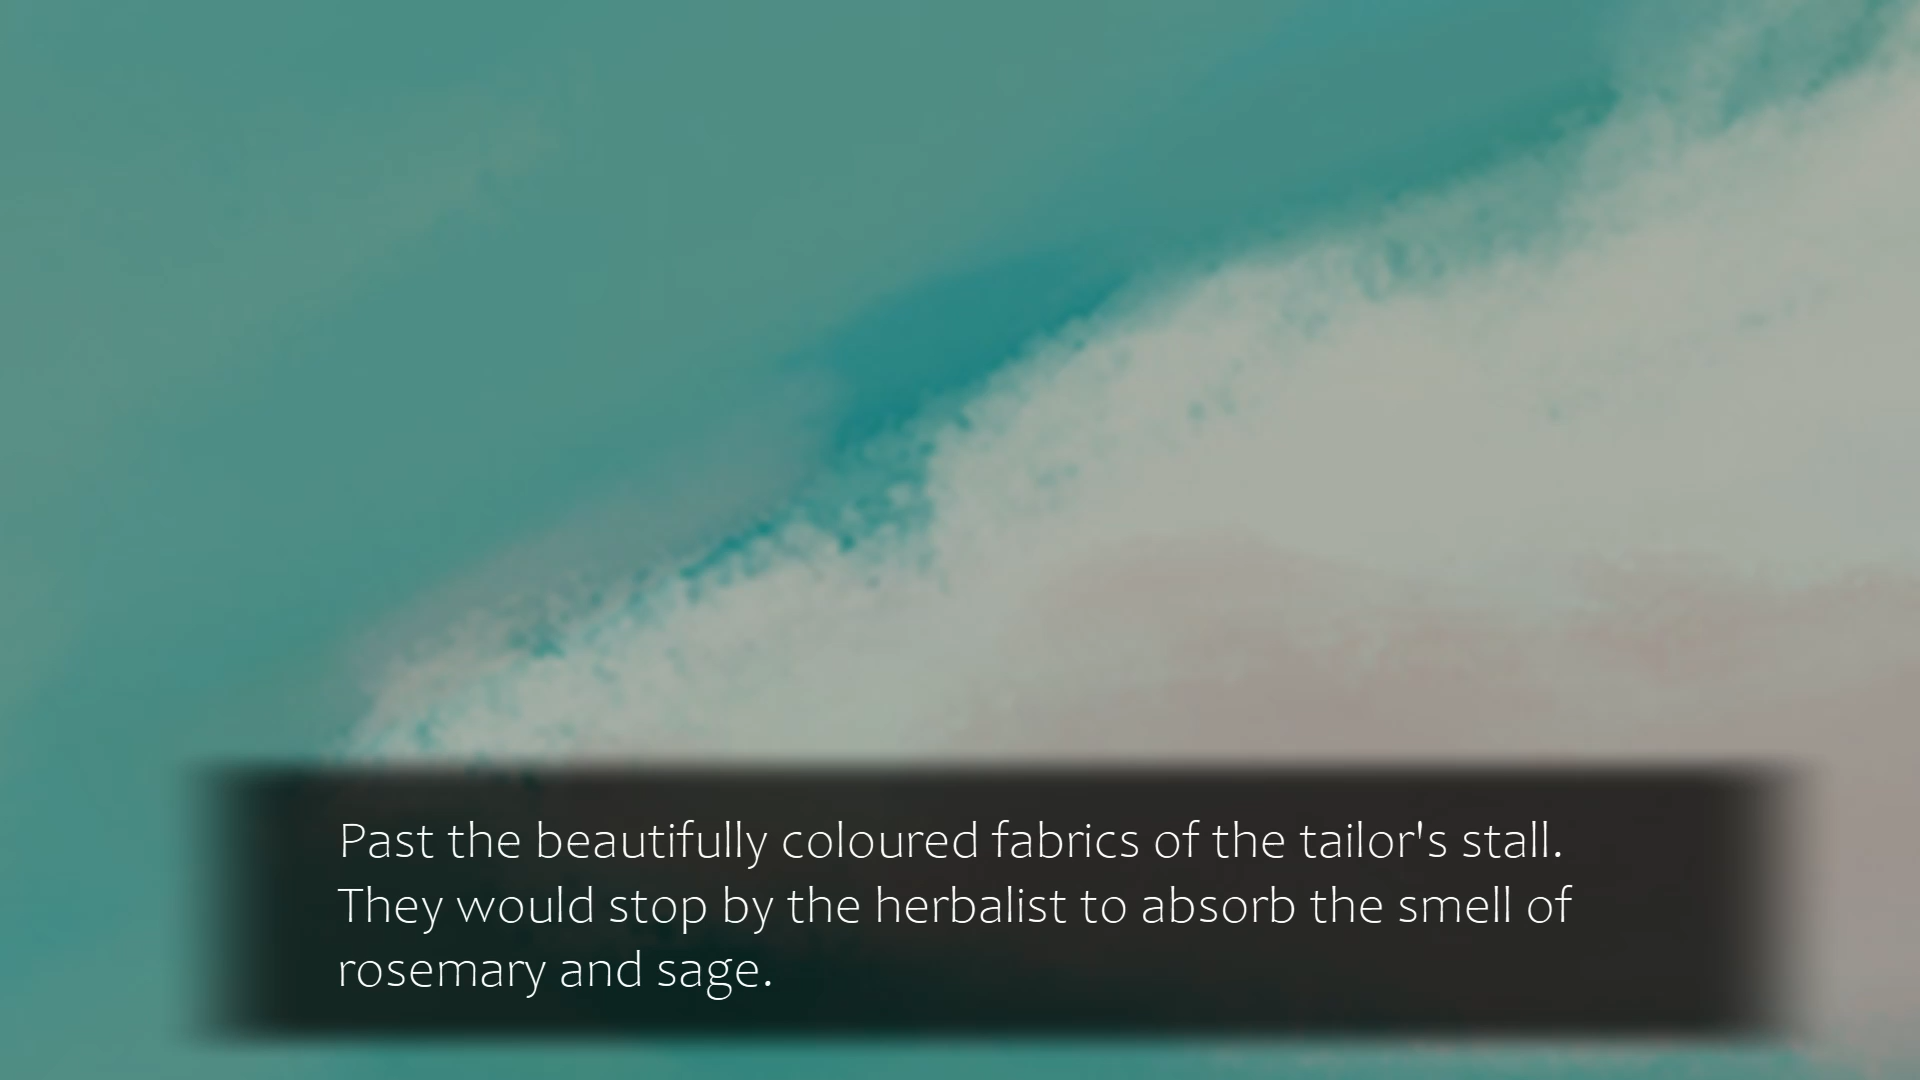 Past the beautifully coloured fabrics of the tailor's stall.
They would stop by the herbalist to absorb the smell of
rosemary and sage.